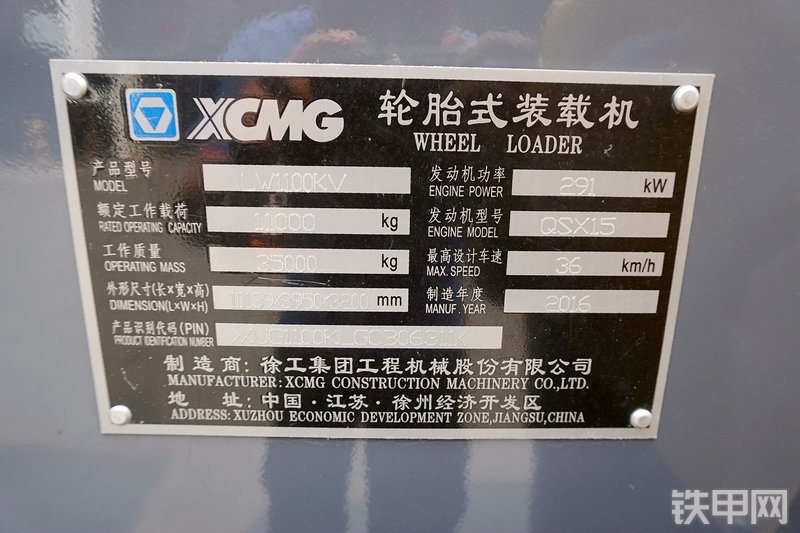 XCMG 轮胎式装载机
WHEEL LOADER
产品型号 LW1100KV
MODEL
发动机功率 291 kW
ENGINE POWER
额定工作载荷 11000 kg
RATED OPERATING CAPACITY
发动机型号 QSX15
ENGINE MODEL
工作质量 35000 kg
OPERATING MASS
最高设计车速 36 km/h
MAX. SPEED
外形尺寸(长×宽×高) mm
DIMENSION(L×W×H)
制造年度 2016
MANUF. YEAR
产品识别代码(PIN)
PRODUCT IDENTIFICATION NUMBER
制造商:徐工集团工程机械股份有限公司
MANUFACTURER: XCMG CONSTRUCTION MACHINERY CO.,LTD.
地 址:中国·江苏·徐州经济开发区
ADDRESS: XUZHOU ECONOMIC DEVELOPMENT ZONE,JIANGSU,CHINA
铁甲网